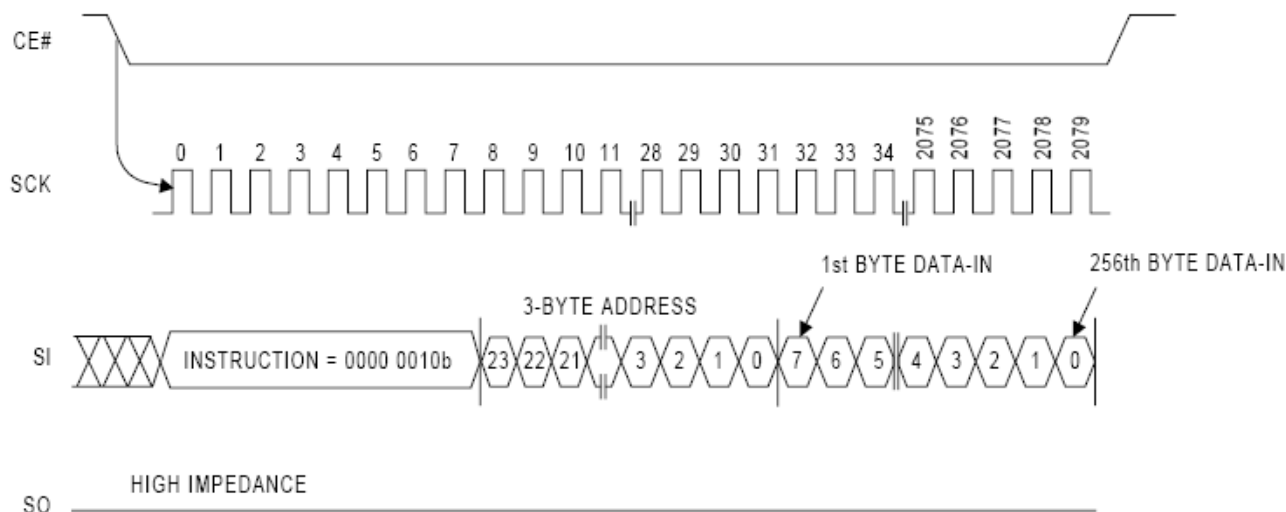 CE#
0 1 2 3 4 5 6 7 8 9 10 11 28 29 30 31 32 33 34 2075 2076 2077 2078 2079
SCK
1st BYTE DATA-IN 256th BYTE DATA-IN
3-BYTE ADDRESS
SI INSTRUCTION = 0000 0010b 23 22 21 3 2 1 0 7 6 5 4 3 2 1 0
HIGH IMPEDANCE
SO